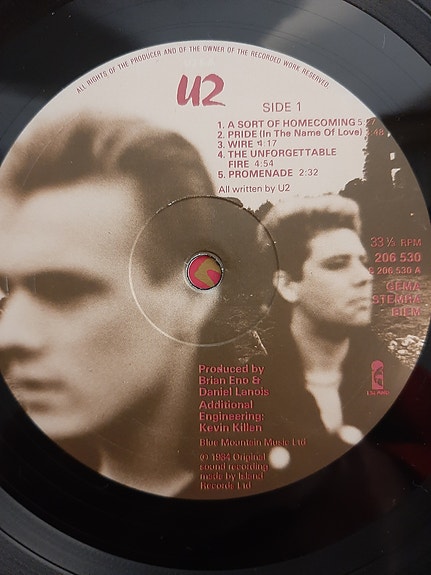 ALL RIGHTS OF THE PRODUCER AND OF THE OWNER OF THE RECORDED WORK RESERVED.
U2
SIDE 1
1. A SORT OF HOMECOMING 5:27
2. PRIDE (In The Name Of Love) 3:48
3. WIRE 4:17
4. THE UNFORGETTABLE
FIRE 4:54
5. PROMENADE 2:32
All written by U2
33⅓ RPM
206 530
GEMA
STEMRA
BIEM
Produced by
Brian Eno &
Daniel Lanois
Additional
Engineering:
Kevin Killen
Blue Mountain Music Ltd
℗ 1984 Original
sound recording
made by Island
Records Ltd